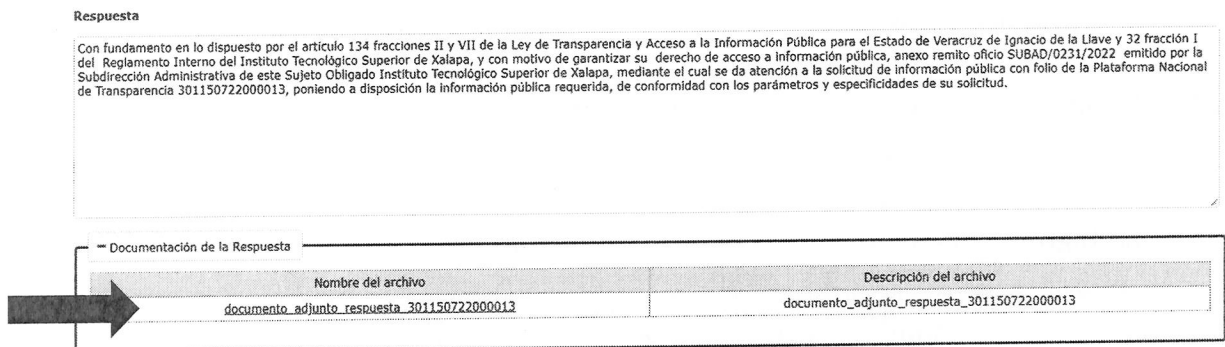 Respuesta
Con fundamento en lo dispuesto por el artículo 134 fracciones II y VII de la Ley de Transparencia y Acceso a la Información Pública para el Estado de Veracruz de Ignacio de la Llave y 32 fracción I
del Reglamento Interno del Instituto Tecnológico Superior de Xalapa, y con motivo de garantizar su derecho de acceso a información pública, anexo remito oficio SUBAD/0231/2022 emitido por la
Subdirección Administrativa de este Sujeto Obligado Instituto Tecnológico Superior de Xalapa, mediante el cual se da atención a la solicitud de información pública con folio de la Plataforma Nacional
de Transparencia 301150722000013, poniendo a disposición la información pública requerida, de conformidad con los parámetros y especificidades de su solicitud.
Documentación de la Respuesta
Nombre del archivo Descripción del archivo
documento_adjunto_respuesta_301150722000013 documento_adjunto_respuesta_301150722000013